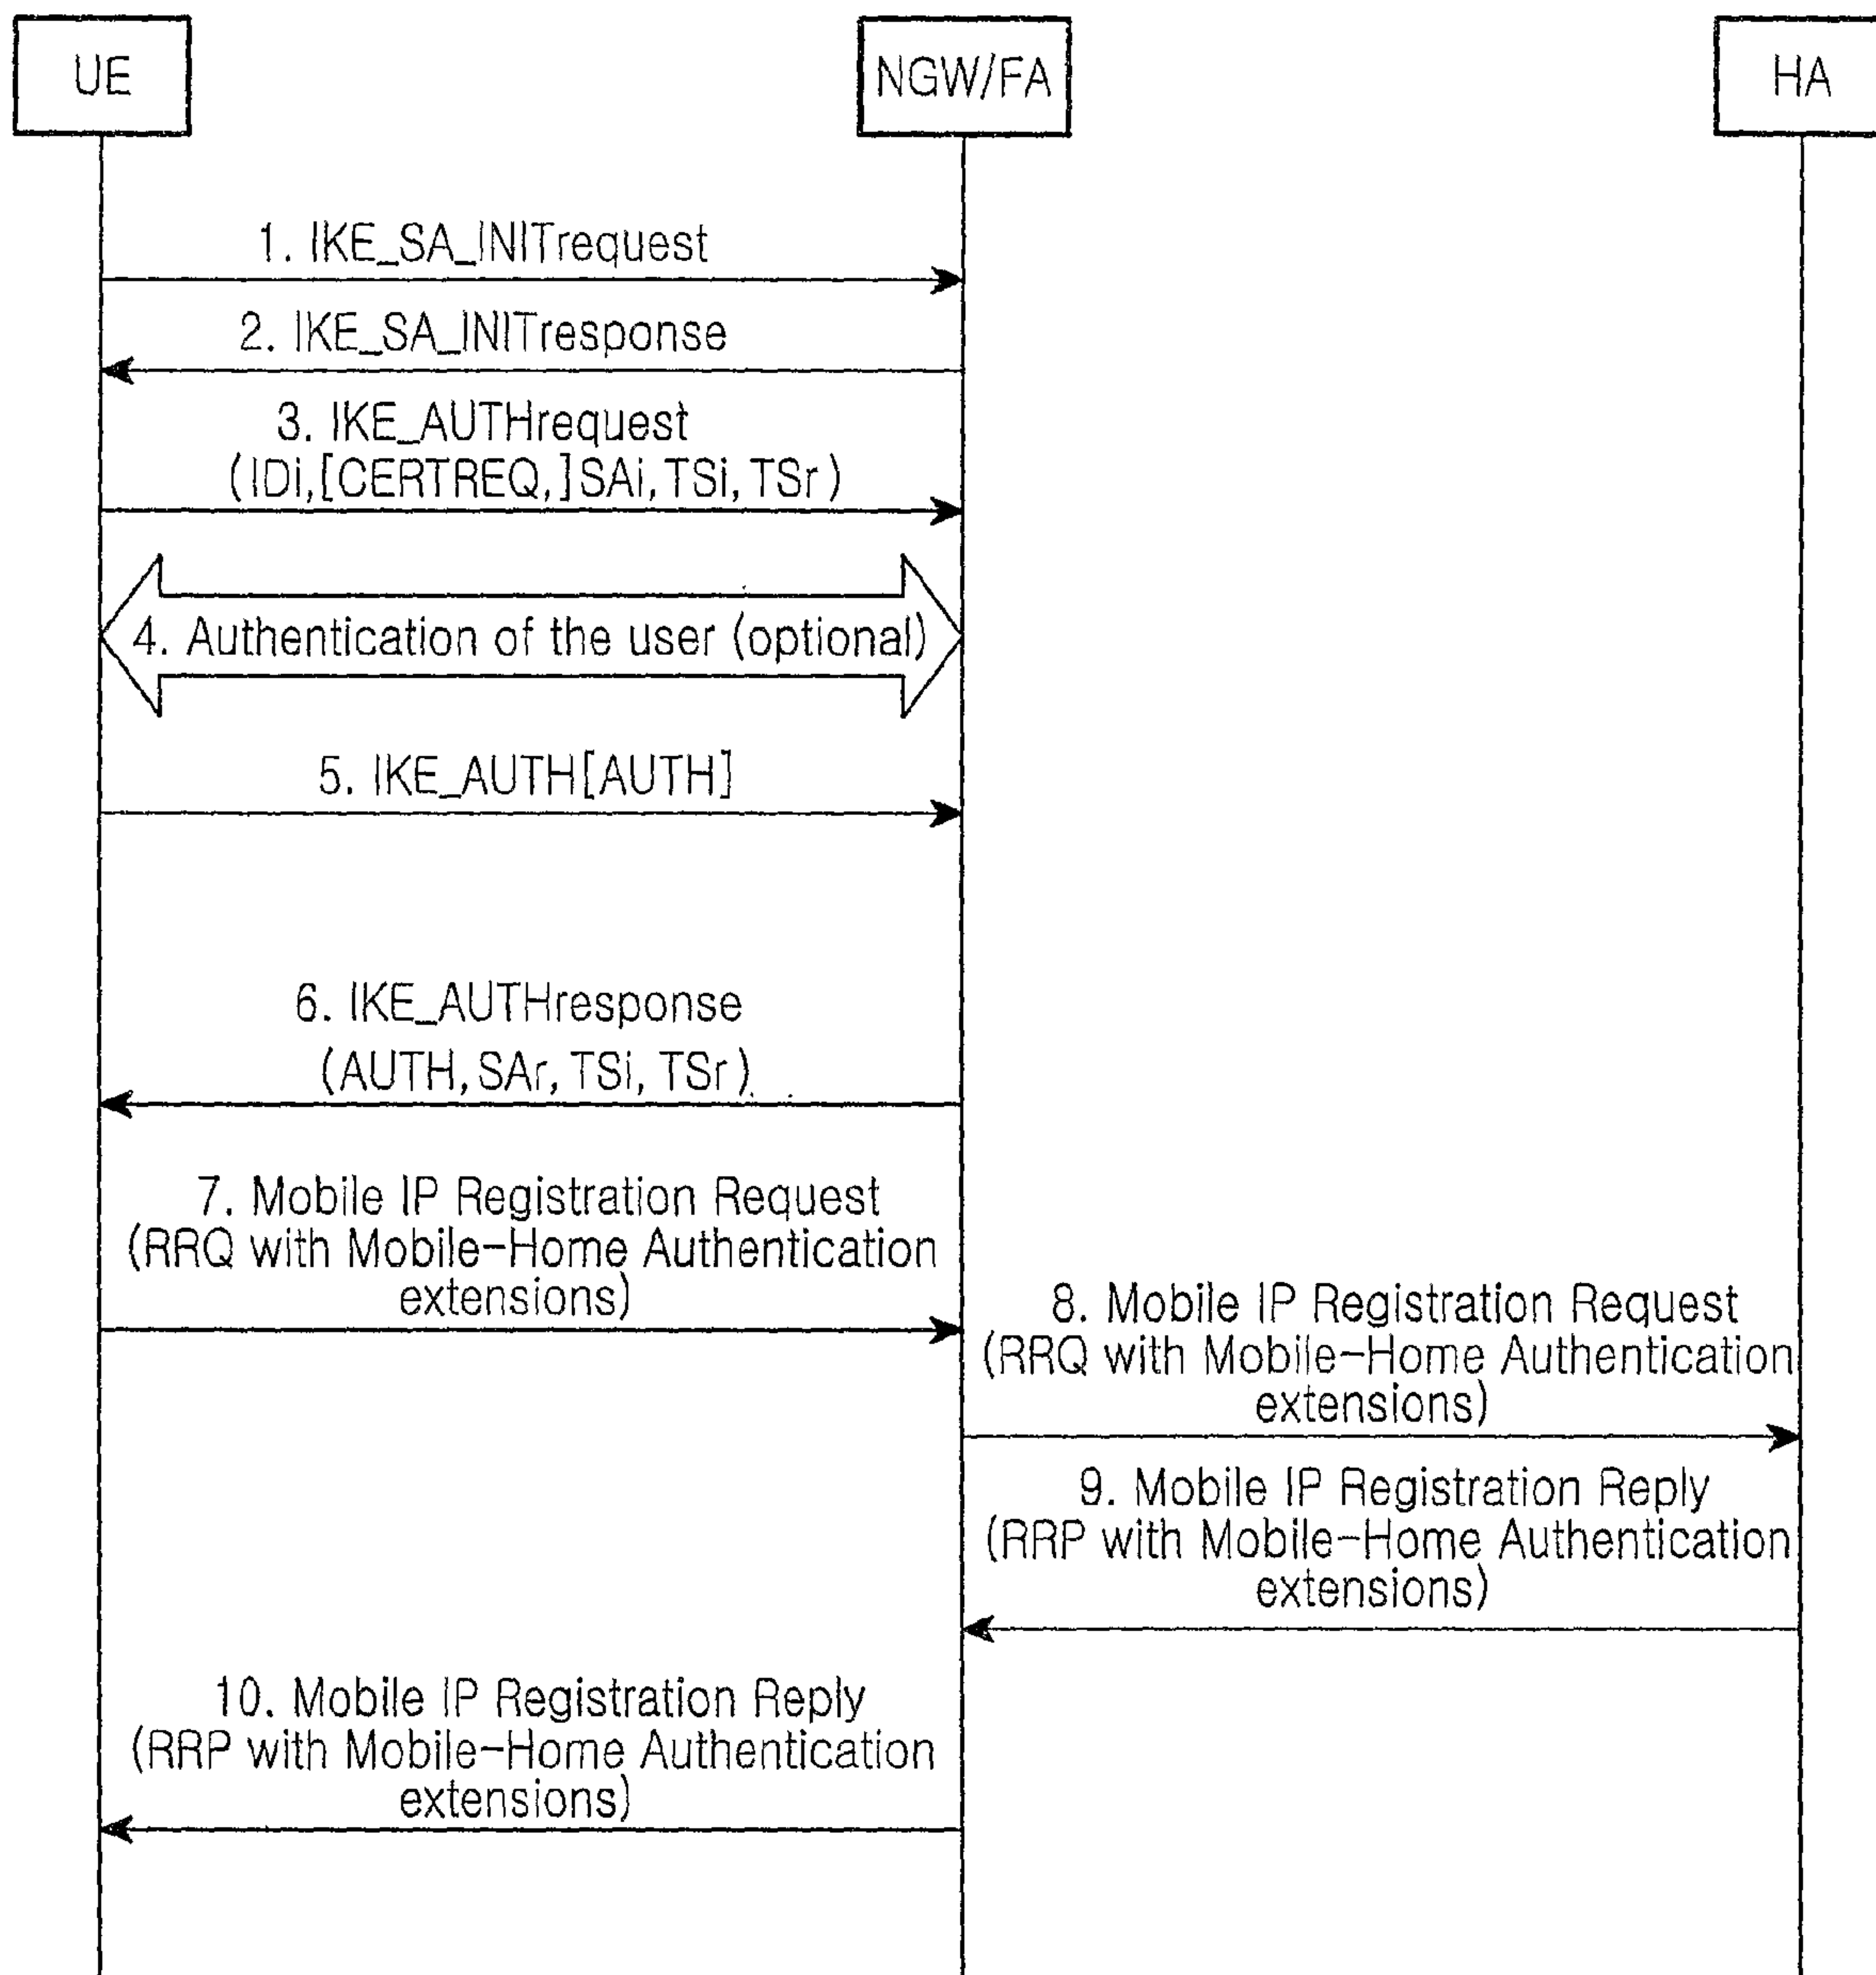 UE
NGW/FA
HA
1. IKE_SA_INITrequest
2. IKE_SA_INITresponse
3. IKE_AUTHrequest
(IDi,[CERTREQ,]SAi,TSi,TSr)
4. Authentication of the user (optional)
5. IKE_AUTH[AUTH]
6. IKE_AUTHresponse
(AUTH,SAr,TSi,TSr)
7. Mobile IP Registration Request
(RRQ with Mobile-Home Authentication
extensions)
8. Mobile IP Registration Request
(RRQ with Mobile-Home Authentication
extensions)
9. Mobile IP Registration Reply
(RRP with Mobile-Home Authentication
extensions)
10. Mobile IP Registration Reply
(RRP with Mobile-Home Authentication
extensions)